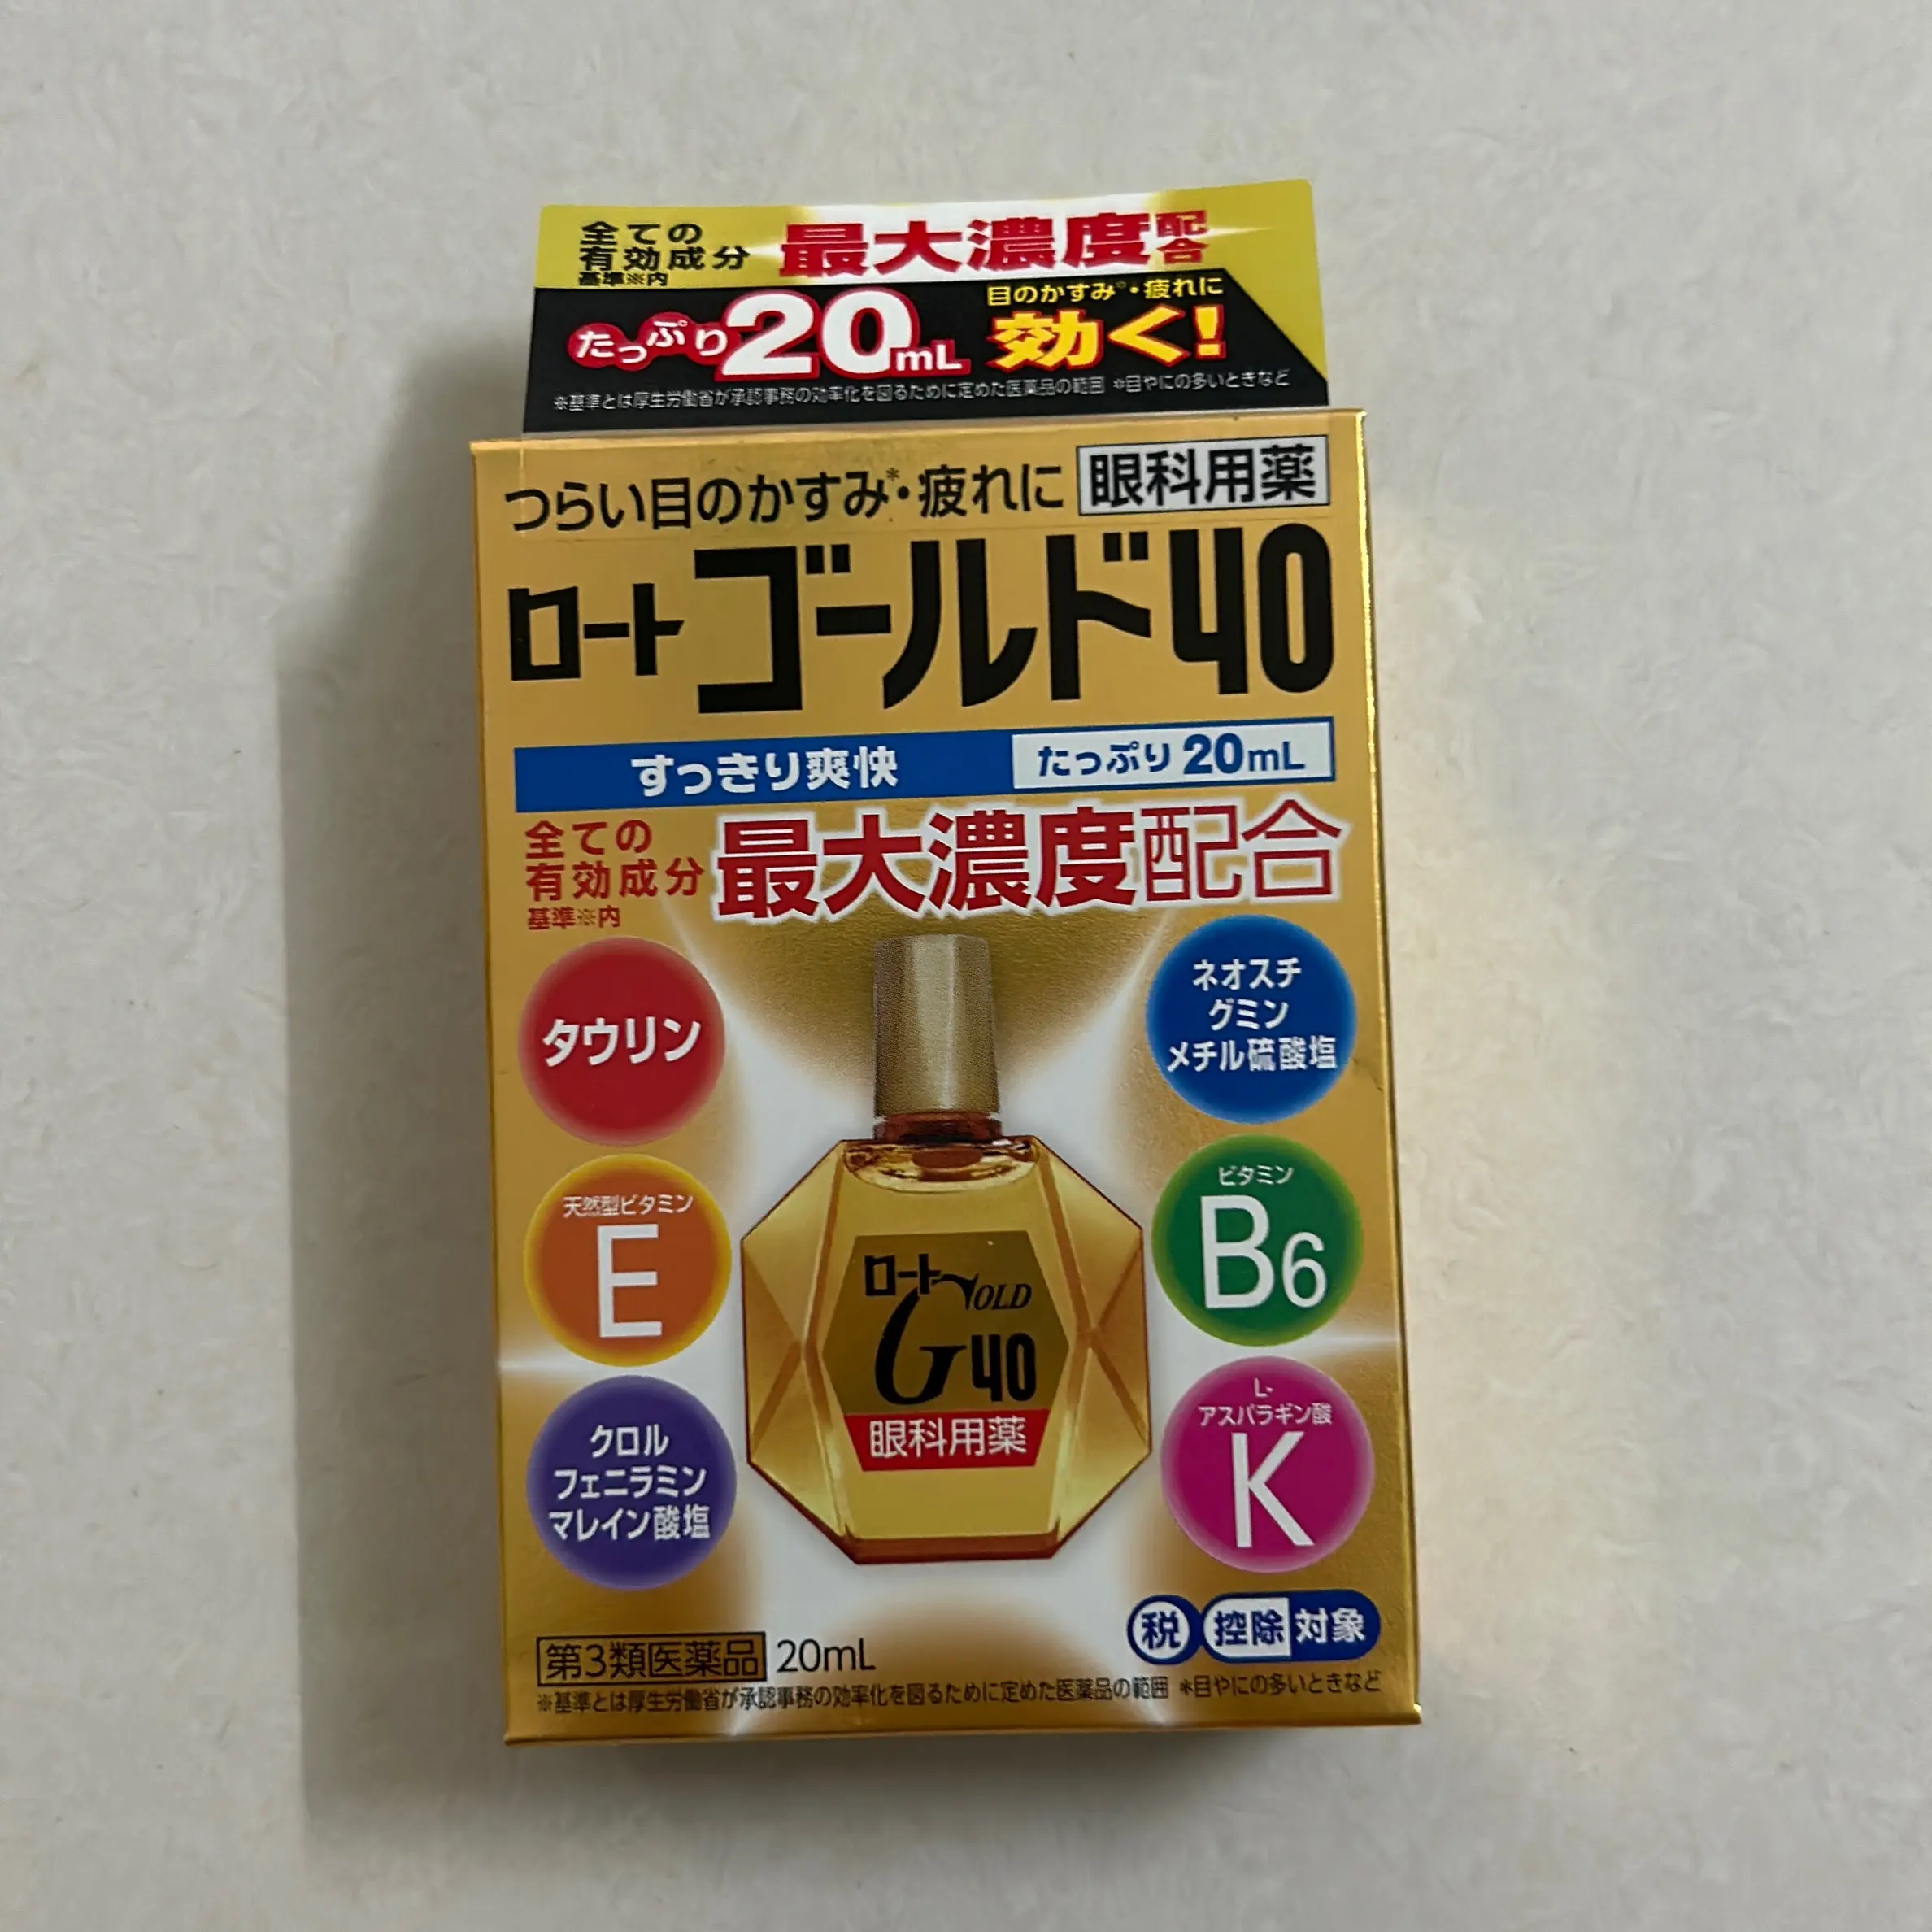 全ての
有効成分
基準※内
最大濃度配合
たっぷり20mL
目のかすみ*・疲れに
効く!
※基準とは厚生労働省が承認事務の効率化を図るために定めた医薬品の範囲 *目やにの多いときなど
つらい目のかすみ*・疲れに
眼科用薬
ロート ゴールド40
すっきり爽快
たっぷり20mL
全ての
有効成分
基準※内
最大濃度配合
タウリン
ネオスチ
グミン
メチル硫酸塩
天然型ビタミン
E
ビタミン
B6
クロル
フェニラミン
マレイン酸塩
L-
アスパラギン酸
K
ロート
GOLD
40
眼科用薬
第3類医薬品 20mL
税 控除対象
※基準とは厚生労働省が承認事務の効率化を図るために定めた医薬品の範囲 *目やにの多いときなど